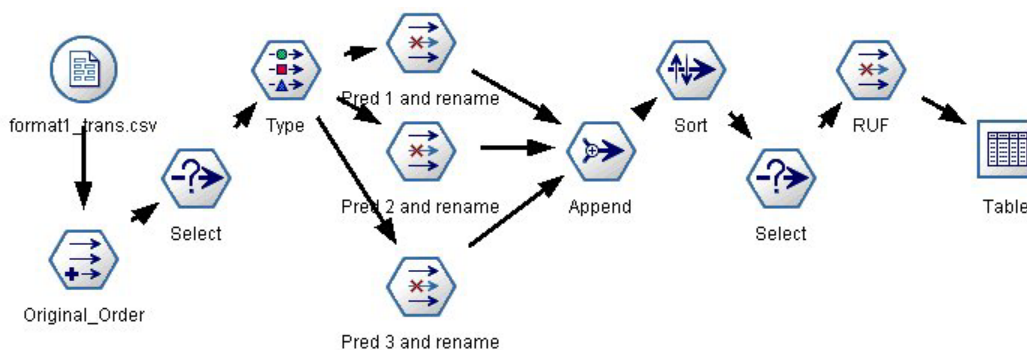 format1_trans.csv
Original_Order
Select
Type
Pred 1 and rename
Pred 2 and rename
Pred 3 and rename
Append
Sort
Select
RUF
Table